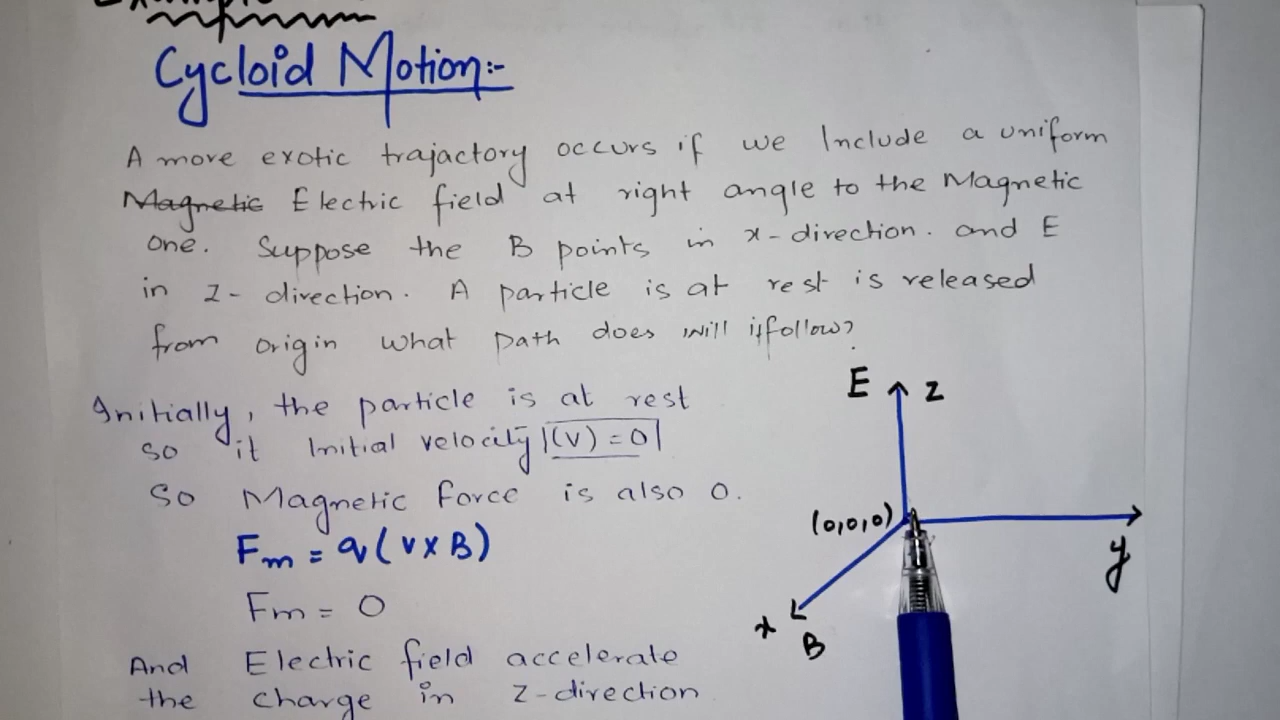 Example
Cycloid Motion:-
A more exotic trajactory occurs if we Include a uniform
Magnetic Electric field at right angle to the Magnetic
one. Suppose the B points in x-direction. and E
in z-direction. A particle is at rest is released
from origin what path does will it follow?
Initially, the particle is at rest
so it Initial velocity |(v) = 0|
So Magnetic force is also 0.
Fm = q(v×B)
Fm = 0
And Electric field accelerate
the charge in z-direction
E z
(0,0,0)
y
x
B